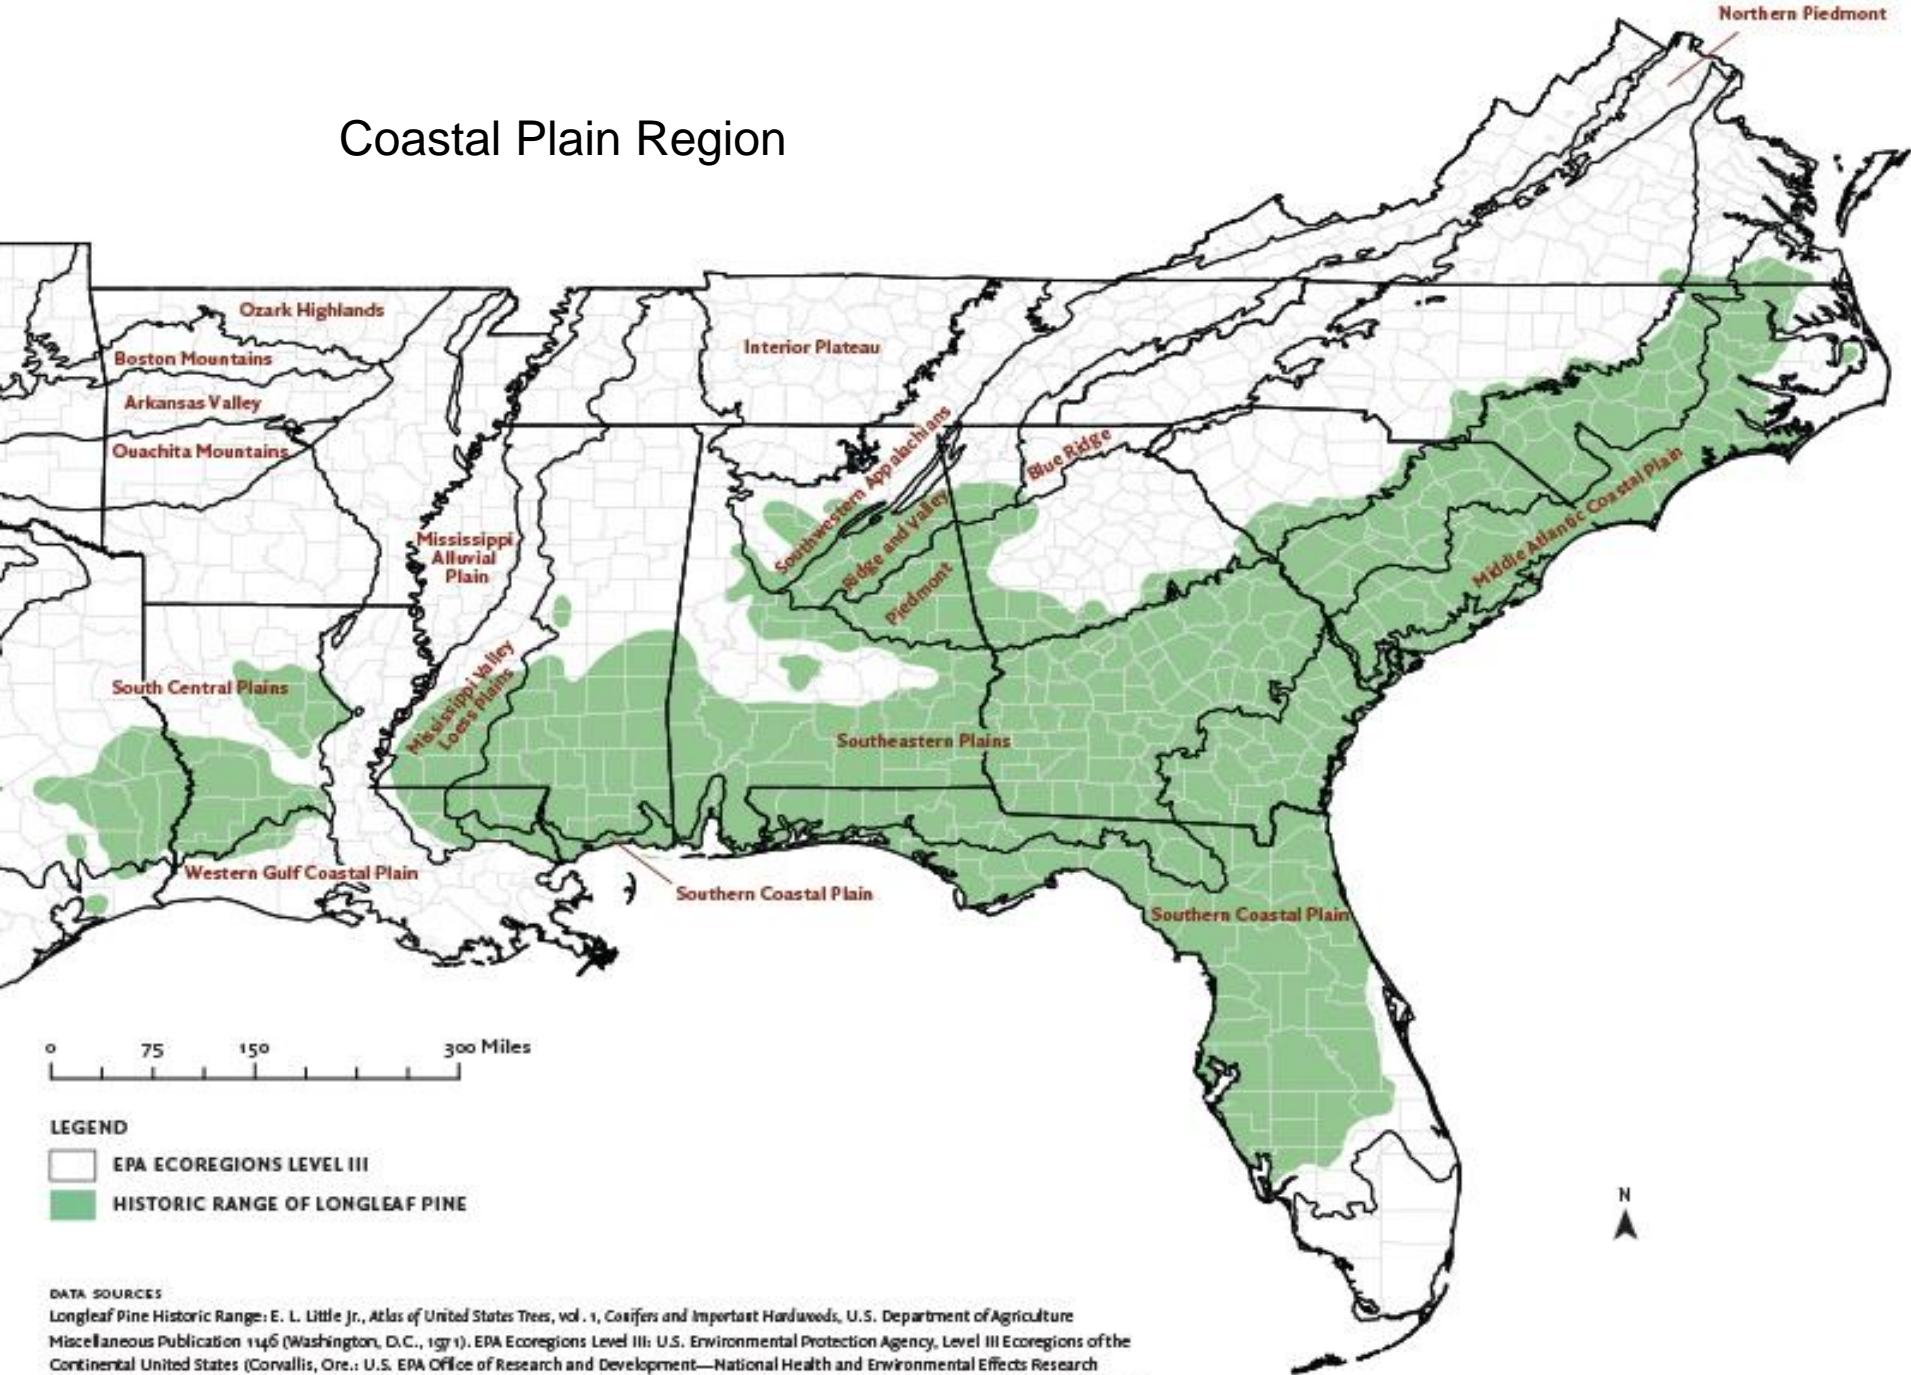 Northern Piedmont
Coastal Plain Region
Ozark Highlands
Boston Mountains
Interior Plateau
Arkansas Valley
Ouachita Mountains
Southwestern Appalachians
Blue Ridge
Ridge and Valley
Piedmont
Mississippi
Alluvial
Plain
Middle Atlantic Coastal Plain
Mississippi Valley
Loess Plains
South Central Plains
Southeastern Plains
Western Gulf Coastal Plain
Southern Coastal Plain
Southern Coastal Plain
0 75 150 300 Miles
LEGEND
EPA ECOREGIONS LEVEL III
HISTORIC RANGE OF LONGLEAF PINE
N
DATA SOURCES
Longleaf Pine Historic Range: E. L. Little Jr., Atlas of United States Trees, vol. 1, Conifers and Important Hardwoods, U.S. Department of Agriculture
Miscellaneous Publication 1146 (Washington, D.C., 1971). EPA Ecoregions Level III: U.S. Environmental Protection Agency, Level III Ecoregions of the
Continental United States (Corvallis, Ore.: U.S. EPA Office of Research and Development—National Health and Environmental Effects Research